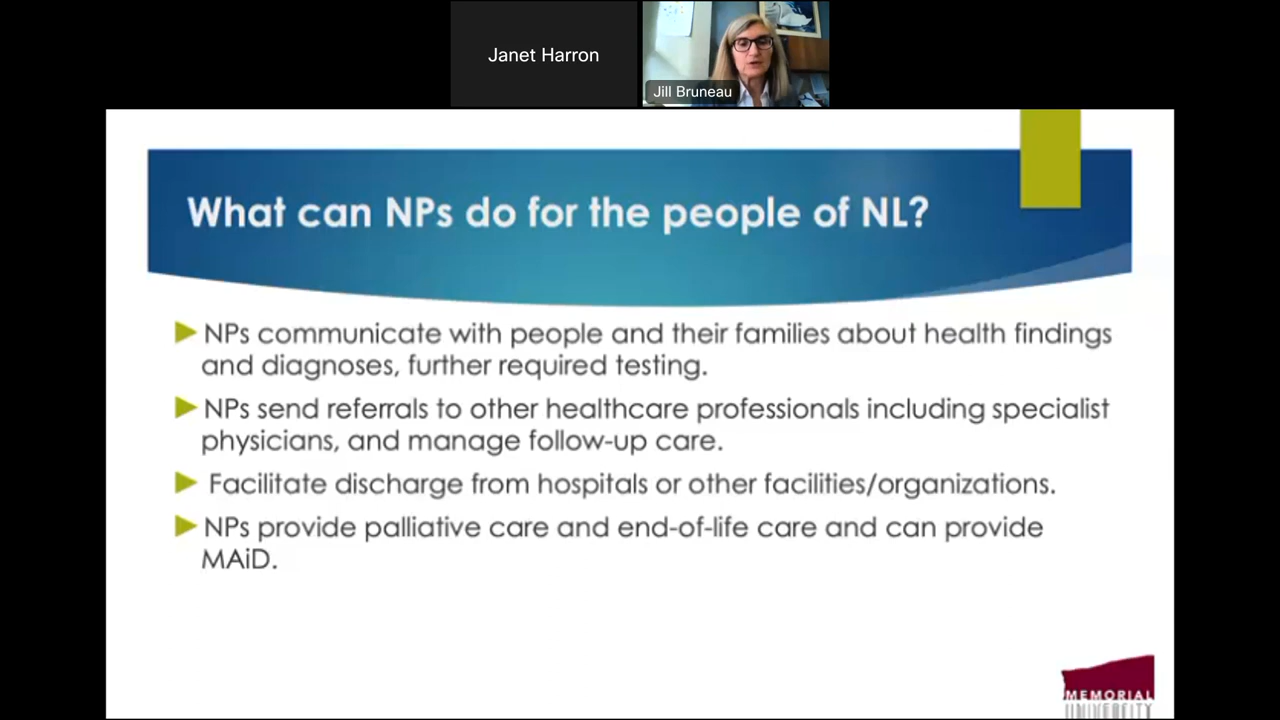 Janet Harron
Jill Bruneau
What can NPs do for the people of NL?
NPs communicate with people and their families about health findings
and diagnoses, further required testing.
NPs send referrals to other healthcare professionals including specialist
physicians, and manage follow-up care.
Facilitate discharge from hospitals or other facilities/organizations.
NPs provide palliative care and end-of-life care and can provide
MAiD.
MEMORIAL
UNIVERSITY